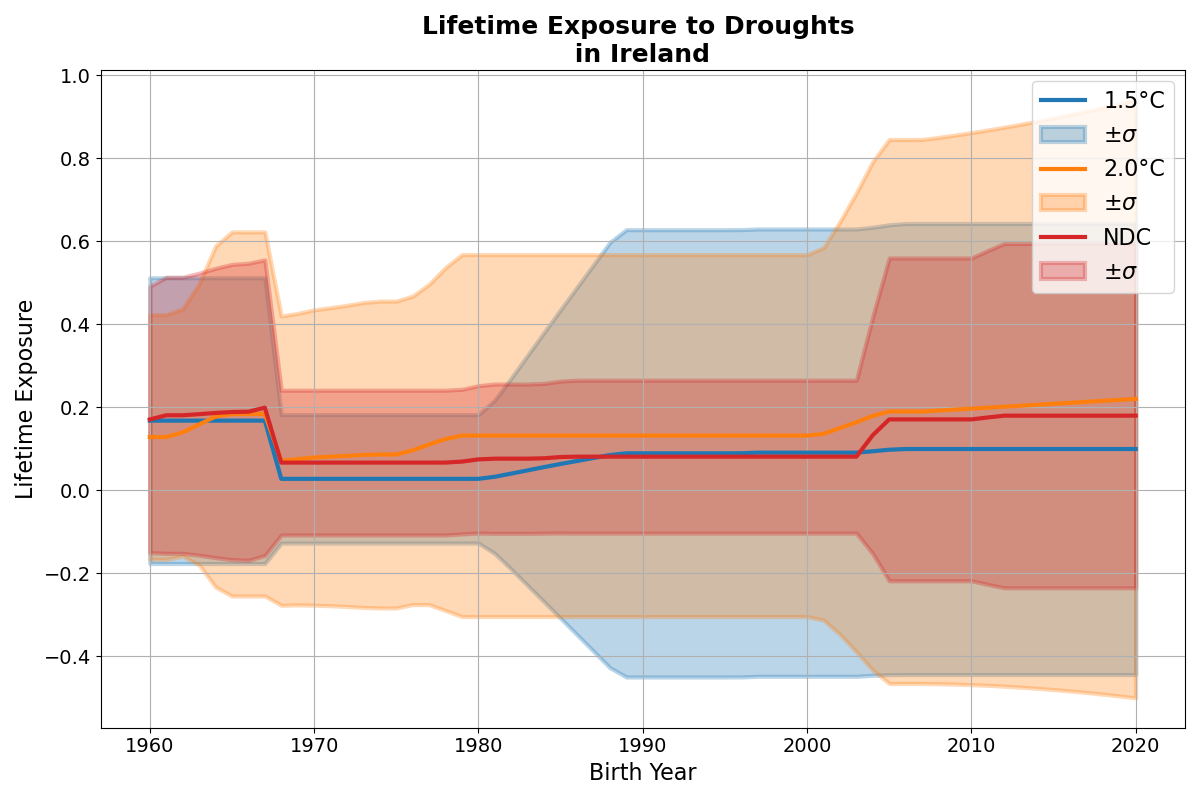 Lifetime Exposure to Droughts
in Ireland
1.0
0.8
0.6
0.4
0.2
0.0
−0.2
−0.4
Lifetime Exposure
1.5°C
±σ
2.0°C
±σ
NDC
±σ
1960 1970 1980 1990 2000 2010 2020
Birth Year